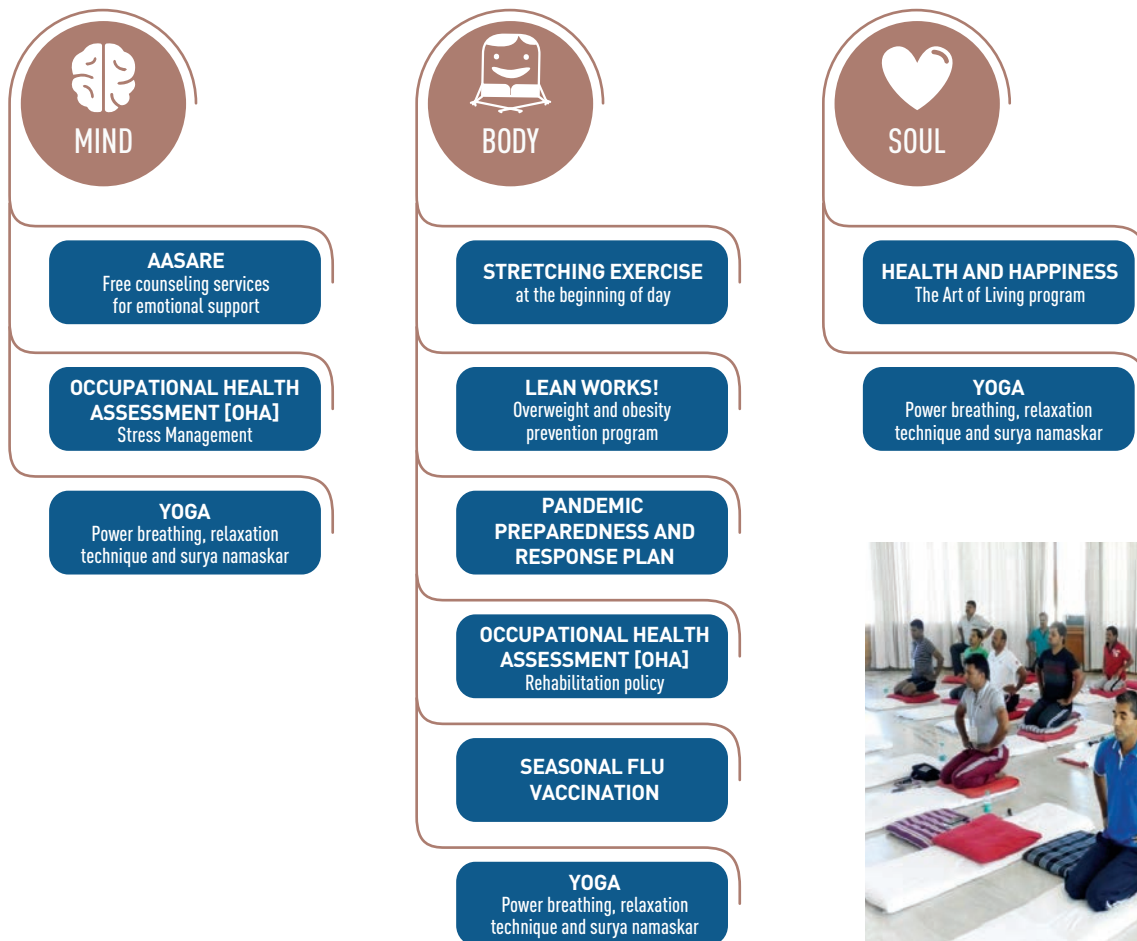 MIND
AASARE
Free counseling services
for emotional support
OCCUPATIONAL HEALTH
ASSESSMENT [OHA]
Stress Management
YOGA
Power breathing, relaxation
technique and surya namaskar
BODY
STRETCHING EXERCISE
at the beginning of day
LEAN WORKS!
Overweight and obesity
prevention program
PANDEMIC
PREPAREDNESS AND
RESPONSE PLAN
OCCUPATIONAL HEALTH
ASSESSMENT [OHA]
Rehabilitation policy
SEASONAL FLU
VACCINATION
YOGA
Power breathing, relaxation
technique and surya namaskar
SOUL
HEALTH AND HAPPINESS
The Art of Living program
YOGA
Power breathing, relaxation
technique and surya namaskar